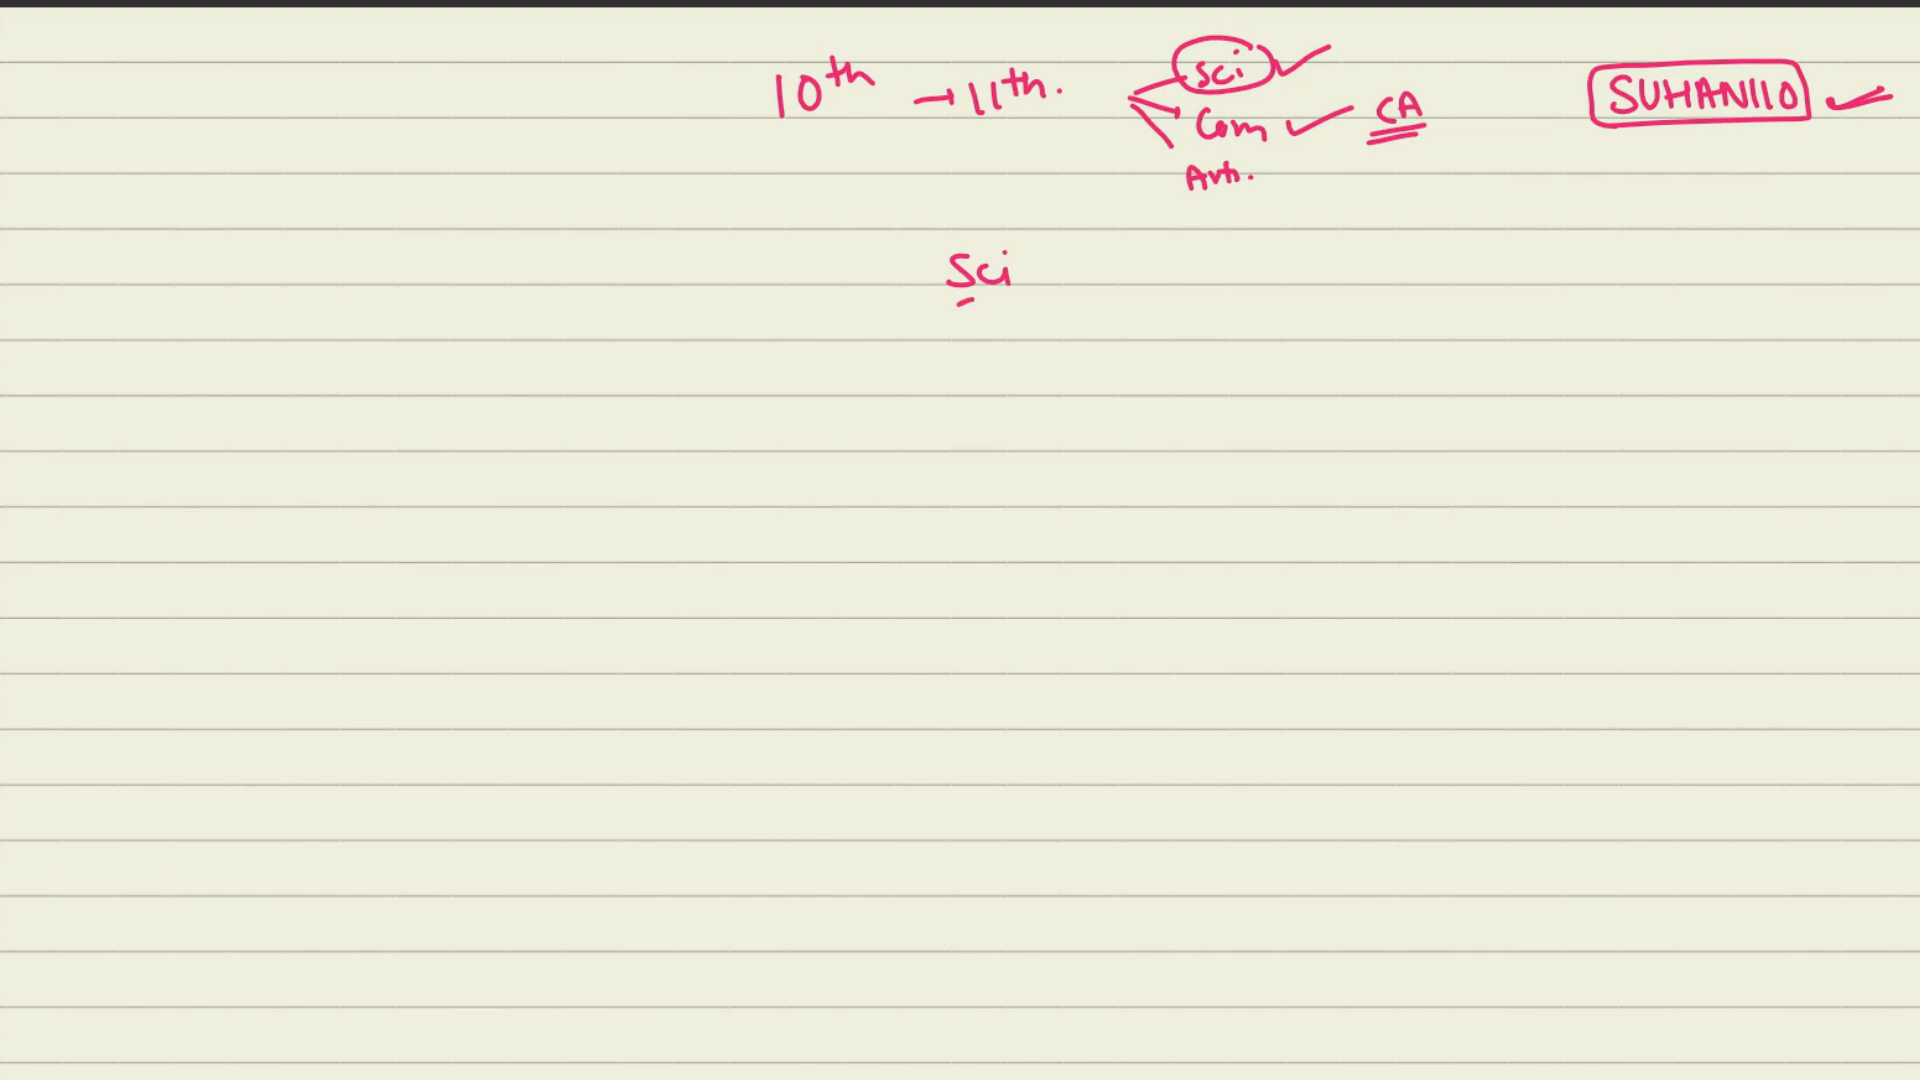 10th → 11th. Sci ✓
Com ✓ CA
Arts.
SUHANI10 ✓
Sci